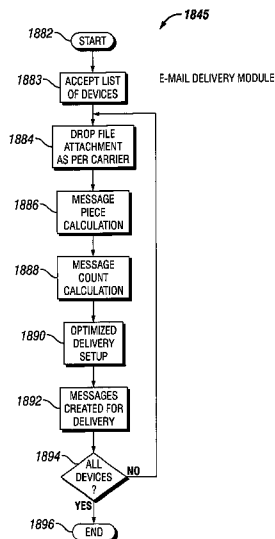 1882
START
1845
1883
ACCEPT LIST
OF DEVICES
E-MAIL DELIVERY MODULE
1884
DROP FILE
ATTACHMENT
AS PER CARRIER
1886
MESSAGE
PIECE
CALCULATION
1888
MESSAGE
COUNT
CALCULATION
1890
OPTIMIZED
DELIVERY
SETUP
1892
MESSAGES
CREATED FOR
DELIVERY
1894
ALL
DEVICES
?
NO
YES
1896
END